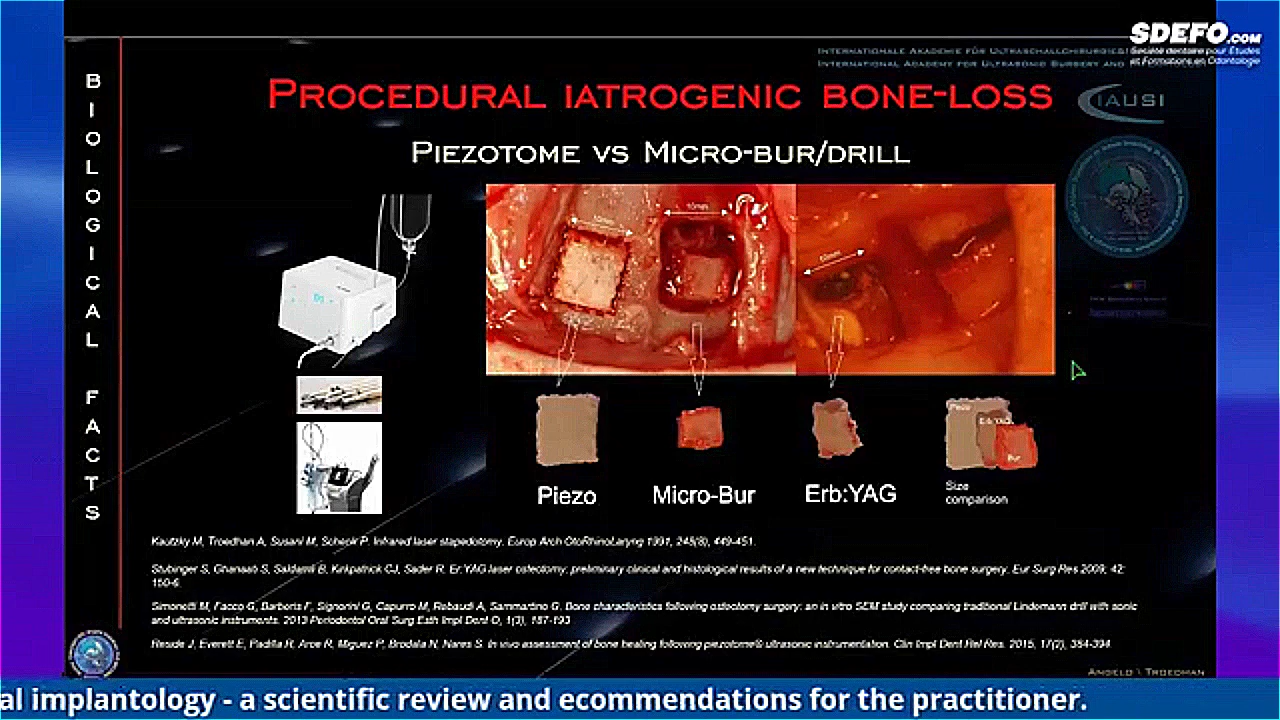 SDEFO.COM
Société dentaire pour Études
et Formations en Odontologie
INTERNATIONALE AKADEMIE FÜR ULTRASCHALLCHIRURGIE
INTERNATIONAL ACADEMY FOR ULTRASONIC SURGERY AND
BIOLOGICAL FACTS
PROCEDURAL IATROGENIC BONE-LOSS
IAUSI
PIEZOTOME VS MICRO-BUR/DRILL
10mm
10mm
10mm
Piezo
Erb:YAG
Bur
Piezo
Micro-Bur
Erb:YAG
Size
comparison
Kautzky M, Troedhan A, Susani M, Schenk P. Infrared laser stapedotomy. Europ Arch OtoRhinoLaryng 1991, 248(8), 449-451.
Stubinger S, Ghanaati S, Saldamli B, Kirkpatrick CJ, Sader R. Er:YAG laser osteotomy: preliminary clinical and histological results of a new technique for contact-free bone surgery. Eur Surg Res 2009; 42:
150-6
Simonetti M, Facco G, Barberis F, Signorini G, Capurro M, Rebaudi A, Sammartino G. Bone characteristics following osteotomy surgery: an in vitro SEM study comparing traditional Lindemann drill with sonic
and ultrasonic instruments. 2013 Periodontol Oral Surg Esth Impl Dent O, 1(3), 187-193
Reside J, Everett E, Padilla R, Arce R, Miguez P, Brodala N, Nares S. In vivo assessment of bone healing following piezotome® ultrasonic instrumentation. Clin Impl Dent Rel Res. 2015, 17(2), 384-394
ANGELO \ TROEDHAN
al implantology - a scientific review and ecommendations for the practitioner.